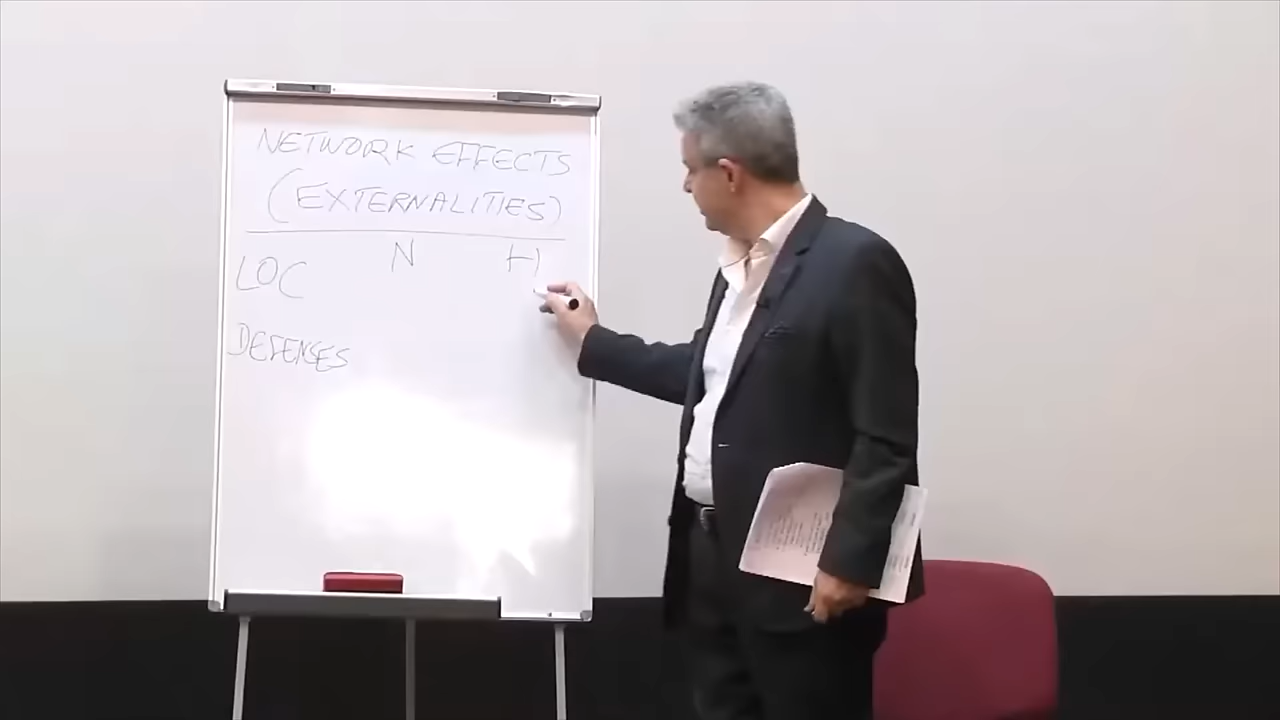 NETWORK EFFECTS
(EXTERNALITIES)
N H
LOC
DEFENSES